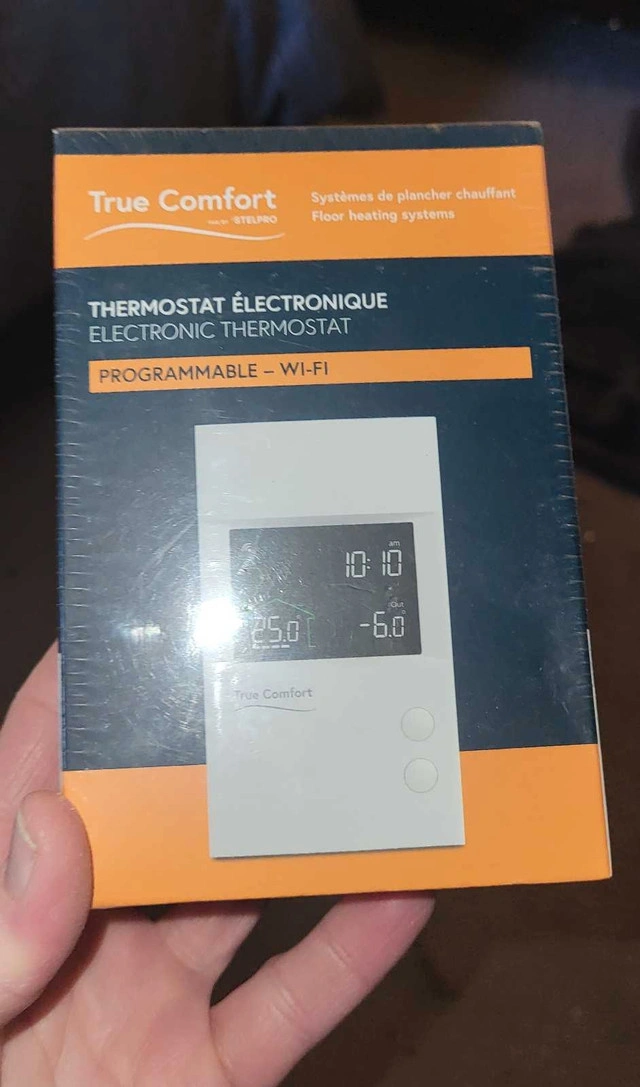 True Comfort
STELPRO
Systèmes de plancher chauffant
Floor heating systems
THERMOSTAT ÉLECTRONIQUE
ELECTRONIC THERMOSTAT
PROGRAMMABLE – WI-FI
am
10:10
Out
25.0
-6.0
True Comfort